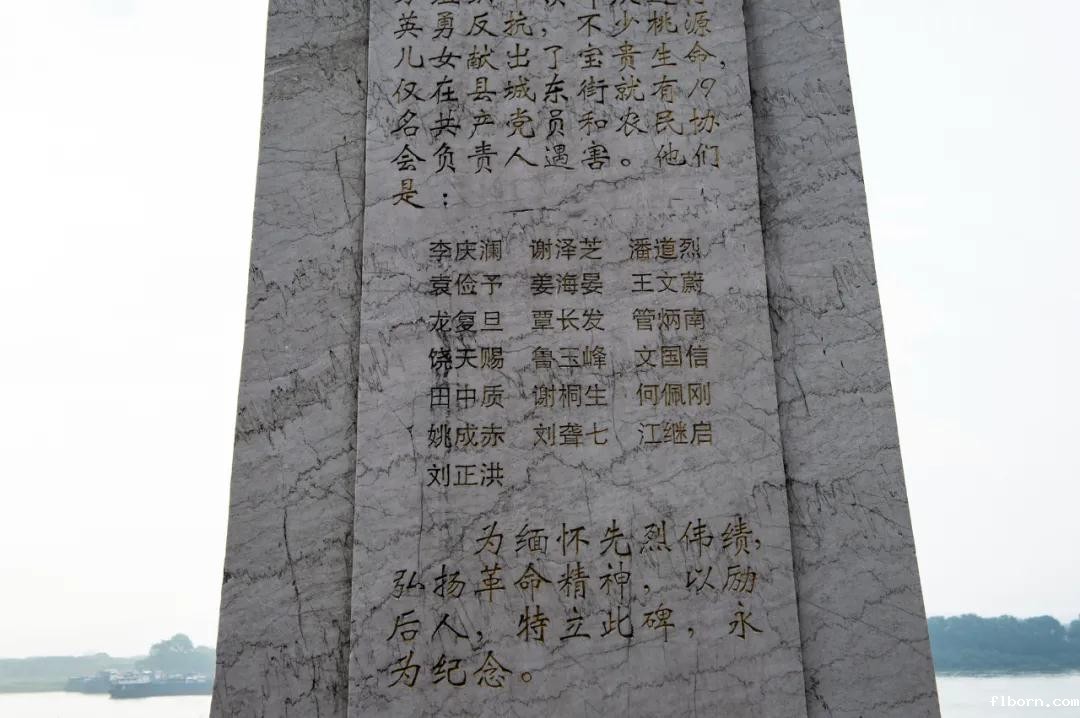 英勇反抗，不少桃源
儿女献出了宝贵生命，
仅在县城东街就有19
名共产党员和农民协
会负责人遇害。他们
是：
李庆澜 谢泽芝 潘道烈
袁俭予 姜海晏 王文蔚
龙复旦 覃长发 管炳南
饶天赐 鲁玉峰 文国信
田中质 谢桐生 何佩刚
姚成赤 刘聋七 江继启
刘正洪
为缅怀先烈伟绩，
弘扬革命精神，以励
后人，特立此碑，永
为纪念。
f1born.com